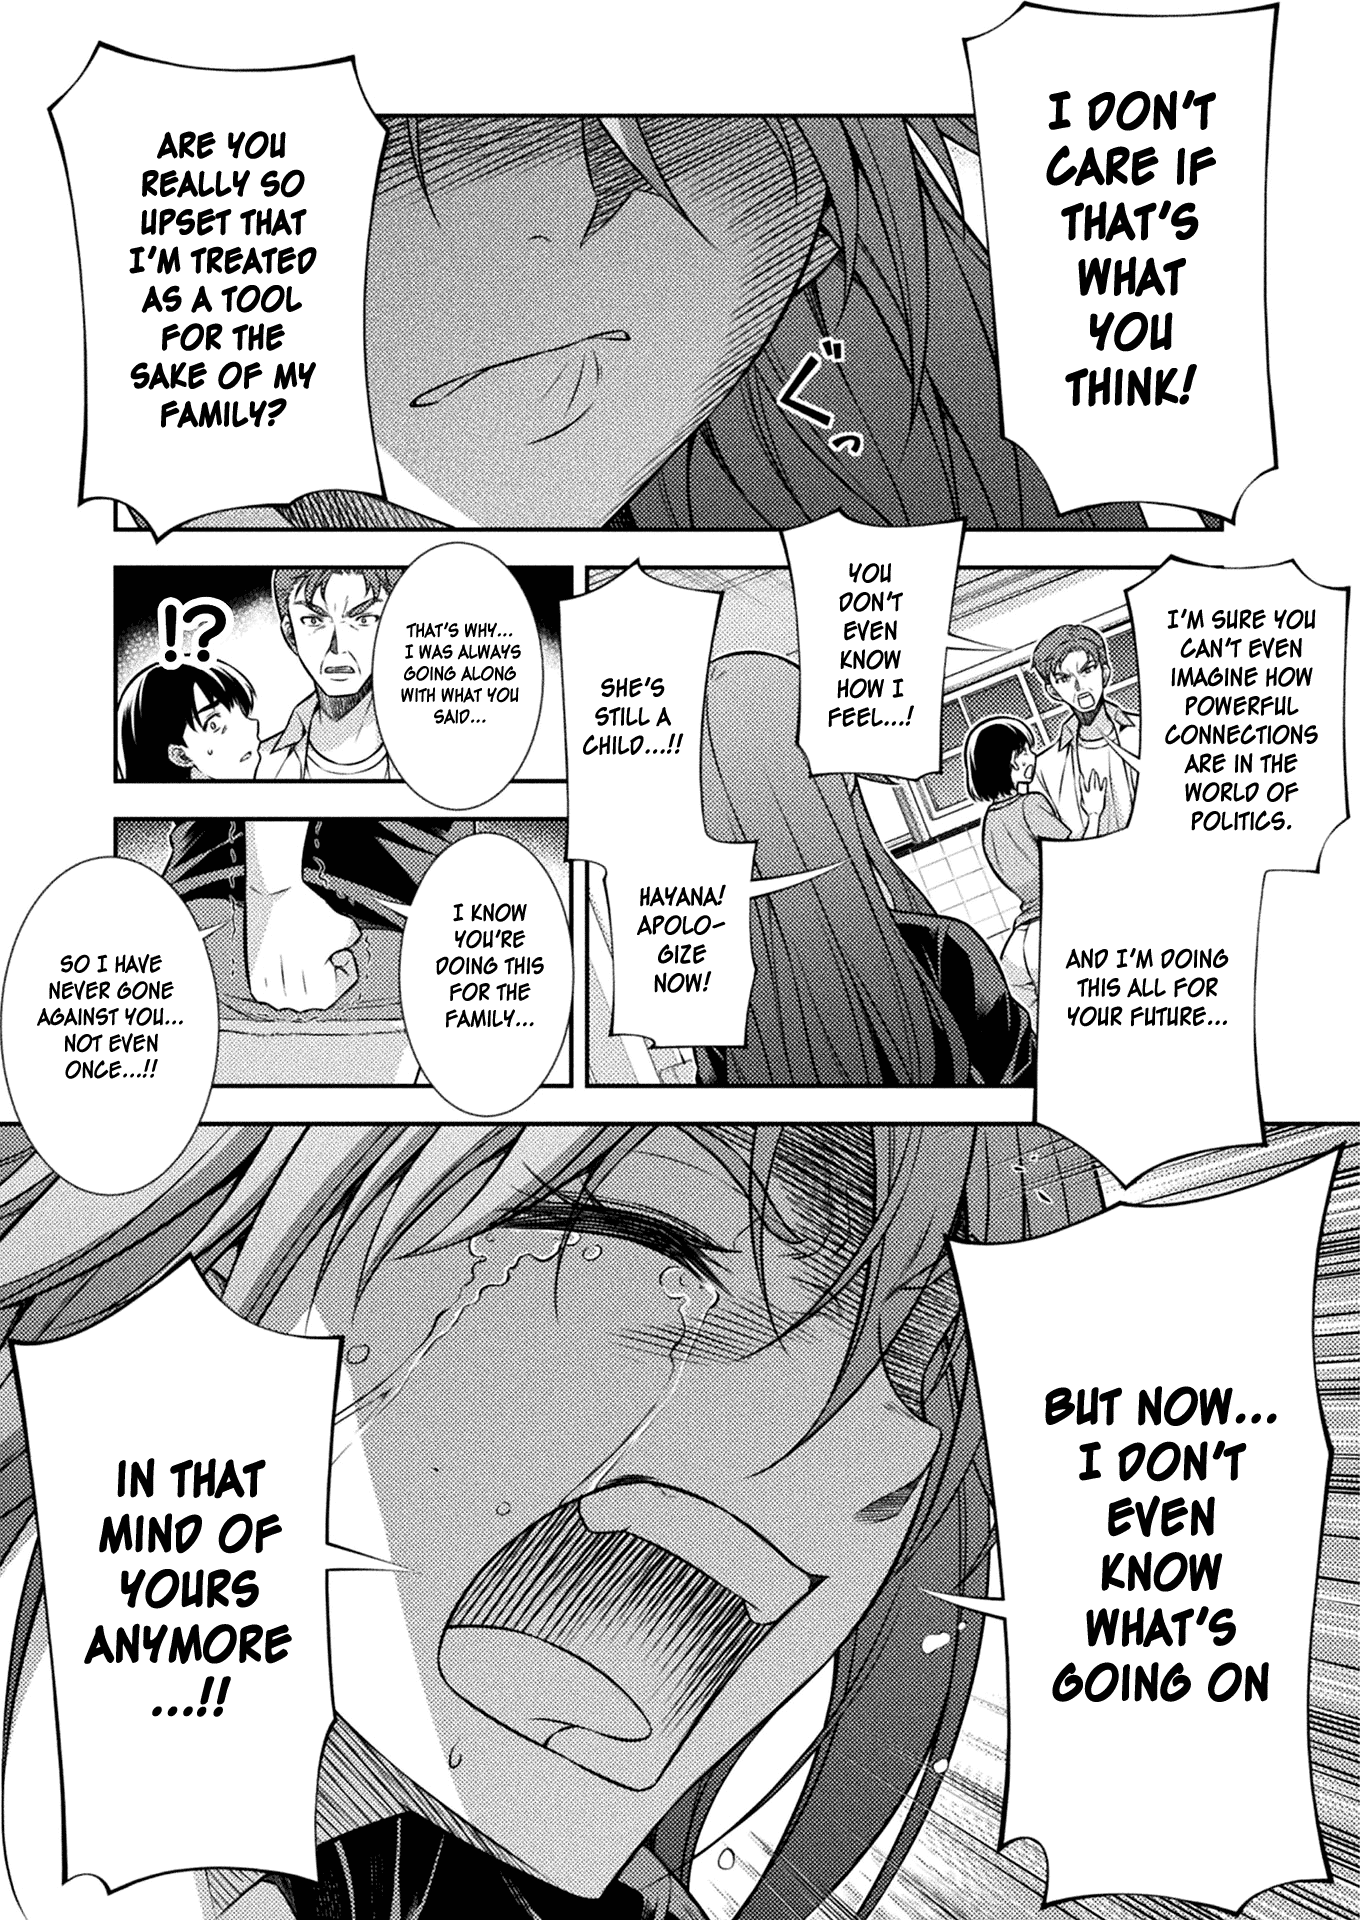 I DON'T
CARE IF
THAT'S
WHAT
YOU
THINK!
ARE YOU
REALLY SO
UPSET THAT
I'M TREATED
AS A TOOL
FOR THE
SAKE OF MY
FAMILY?
ぐっ
I'M SURE YOU
CAN'T EVEN
IMAGINE HOW
POWERFUL
CONNECTIONS
ARE IN THE
WORLD OF
POLITICS.
AND I'M DOING
THIS ALL FOR
YOUR FUTURE...
YOU
DON'T
EVEN
KNOW
HOW I
FEEL...!
SHE'S
STILL A
CHILD...!!
HAYANA!
APOLO-
GIZE
NOW!
THAT'S WHY...
I WAS ALWAYS
GOING ALONG
WITH WHAT YOU
SAID...
!?
I KNOW
YOU'RE
DOING THIS
FOR THE
FAMILY...
SO I HAVE
NEVER GONE
AGAINST YOU...
NOT EVEN
ONCE...!!
BUT NOW...
I DON'T
EVEN
KNOW
WHAT'S
GOING ON
IN THAT
MIND OF
YOURS
ANYMORE
...!!